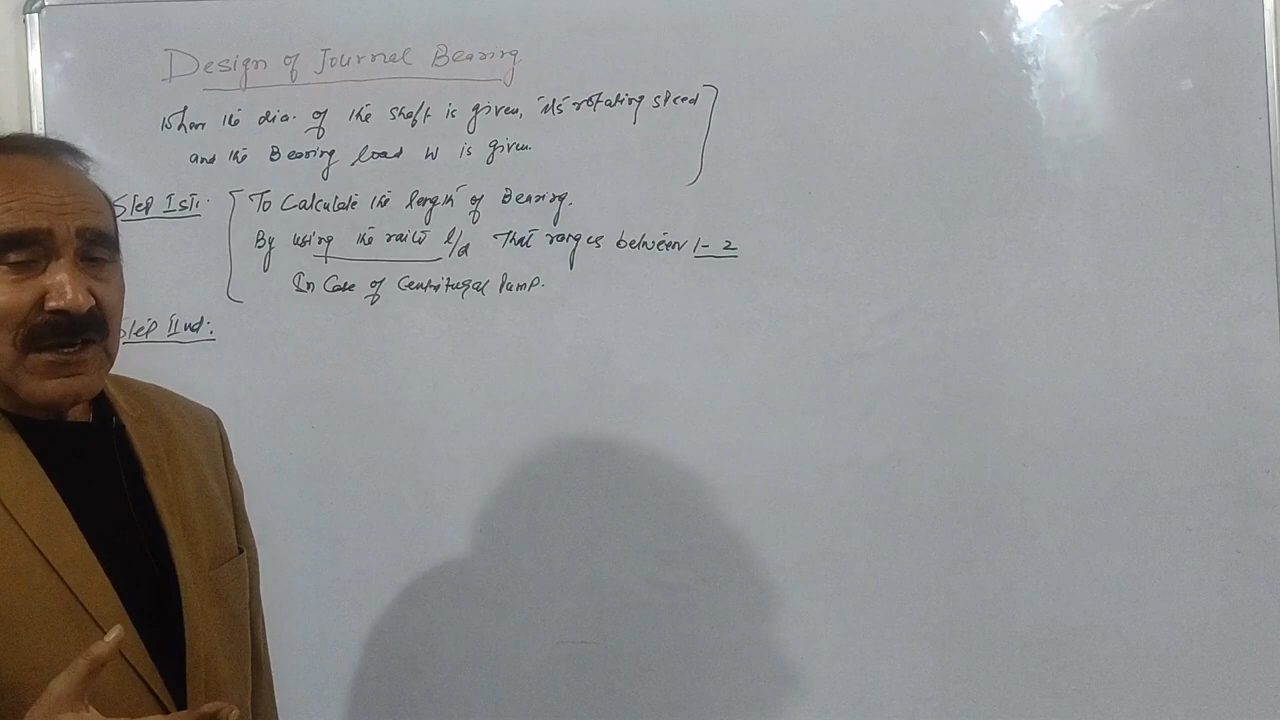 Design of Journal Bearing.
When the dia. of the shaft is given, its rotating speed
and the Bearing load W is given.
Step Ist:. To Calculate the length of Bearing.
By using the raito l/d That ranges between 1-2
In Case of Centrifugal Pump.
Step IInd:.